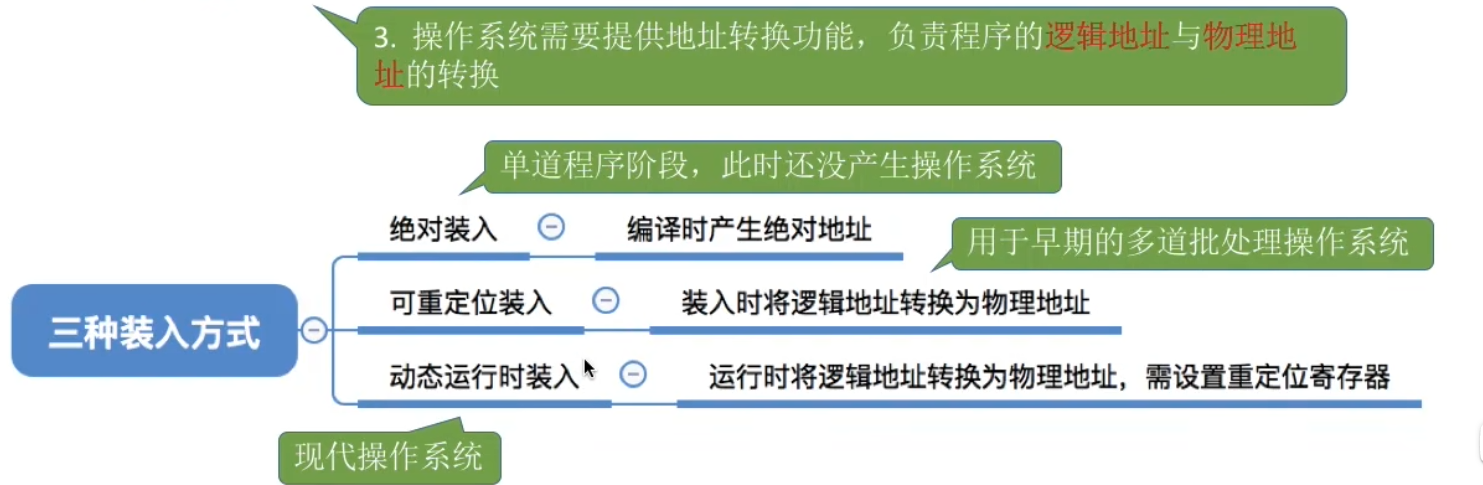 3. 操作系统需要提供地址转换功能，负责程序的逻辑地址与物理地
址的转换
单道程序阶段，此时还没产生操作系统
绝对装入
编译时产生绝对地址
用于早期的多道批处理操作系统
可重定位装入
装入时将逻辑地址转换为物理地址
三种装入方式
动态运行时装入
运行时将逻辑地址转换为物理地址，需设置重定位寄存器
现代操作系统